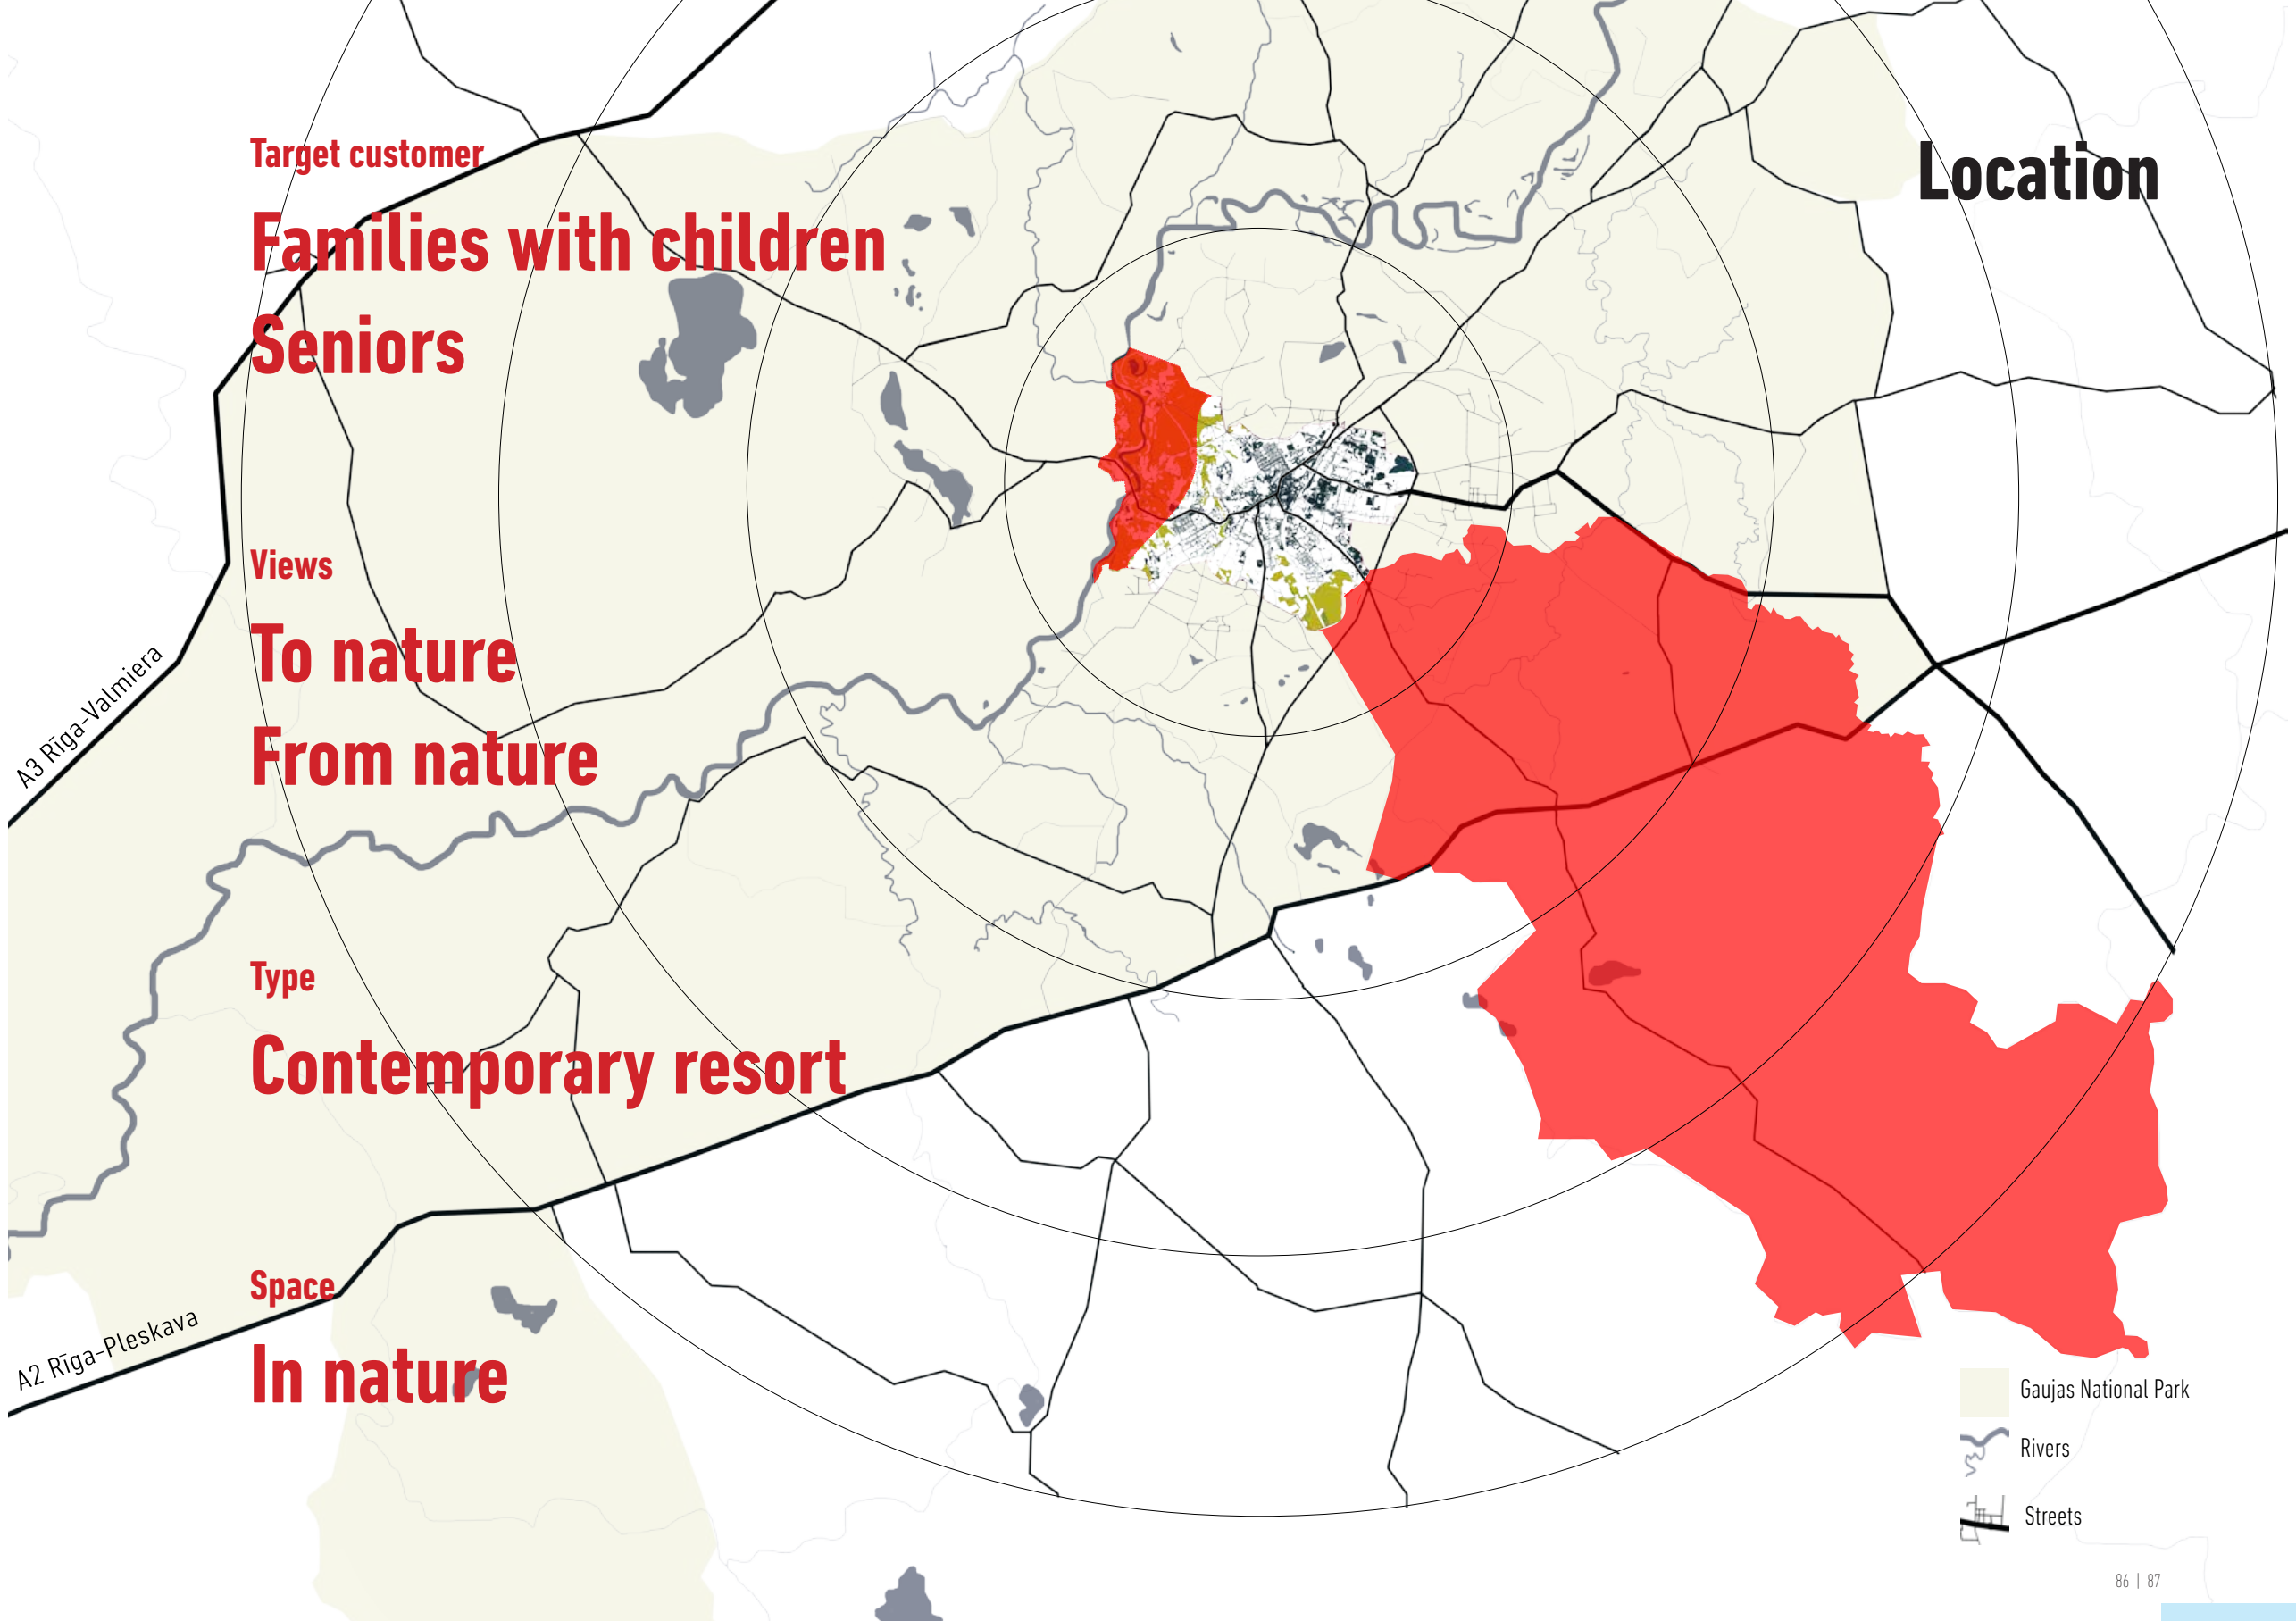 Location
Target customer
Families with children
Seniors
Views
To nature
From nature
Type
Contemporary resort
Space
In nature
A3 Rīga-Valmiera
A2 Rīga-Pleskava
Gaujas National Park
Rivers
Streets
86 | 87